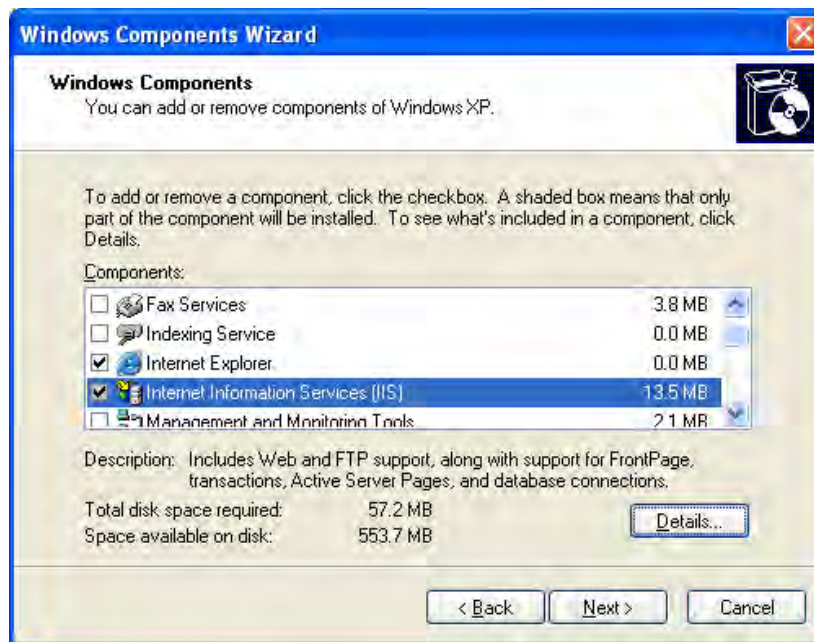 Windows Components Wizard
Windows Components
You can add or remove components of Windows XP.
To add or remove a component, click the checkbox. A shaded box means that only
part of the component will be installed. To see what's included in a component, click
Details.
Components:
Fax Services 3.8 MB
Indexing Service 0.0 MB
Internet Explorer 0.0 MB
Internet Information Services (IIS) 13.5 MB
Management and Monitoring Tools 2.1 MB
Description: Includes Web and FTP support, along with support for FrontPage,
transactions, Active Server Pages, and database connections.
Total disk space required: 57.2 MB
Space available on disk: 553.7 MB
Details...
< Back Next > Cancel